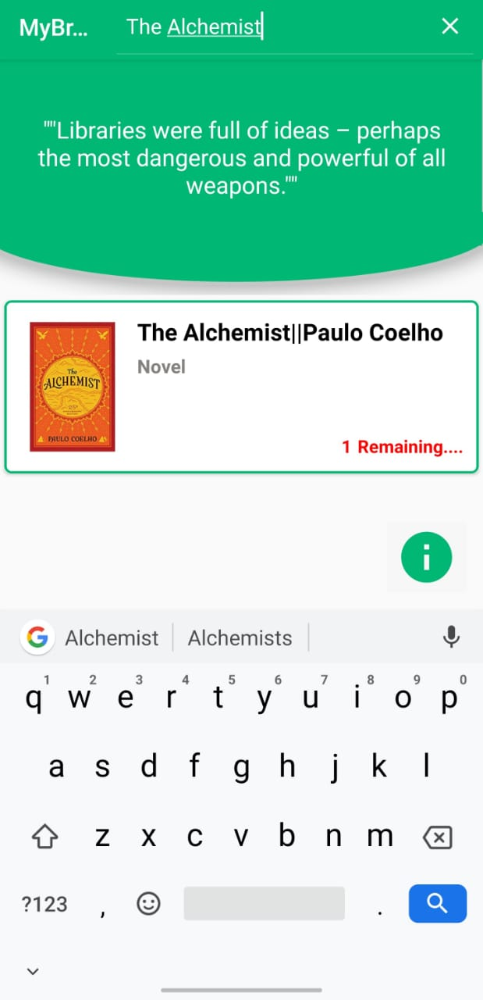 MyBr...
The Alchemist
""Libraries were full of ideas – perhaps
the most dangerous and powerful of all
weapons.""
The Alchemist||Paulo Coelho
Novel
The
ALCHEMIST
25th
PAULO COELHO
1 Remaining....
i
G Alchemist Alchemists
1 2 3 4 5 6 7 8 9 0
q w e r t y u i o p
a s d f g h j k l
z x c v b n m
?123 , .